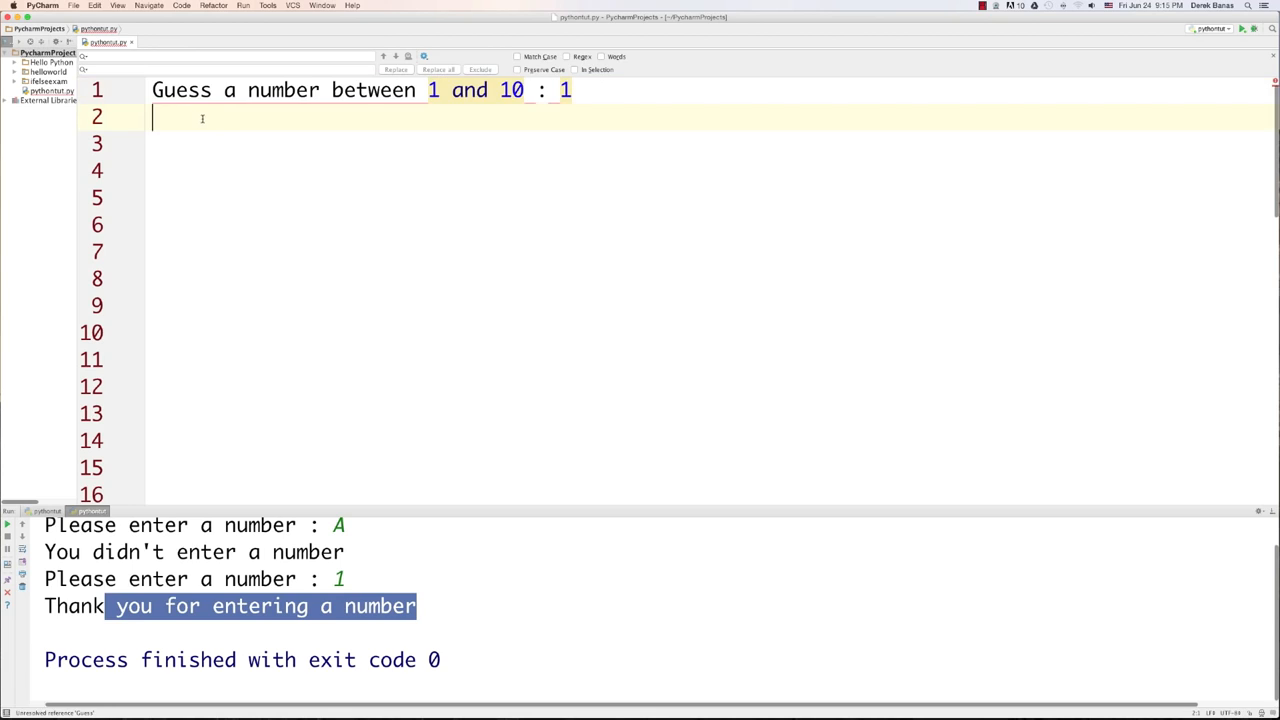 PyCharm File Edit View Navigate Code Refactor Run Tools VCS Window Help Fri Jun 24 9:15 PM Derek Banas
pythontut.py - PycharmProjects - [~/PycharmProjects]
PycharmProjects pythontut.py pythontut
pythontut.py ×
PycharmProject
Hello Python
helloworld
ifelseexam
pythontut.py
External Librarie
Match Case Regex Words
Replace Replace all Exclude Preserve Case In Selection
1 Guess a number between 1 and 10 : 1
2
3
4
5
6
7
8
9
10
11
12
13
14
15
16
Run: pythontut pythontut
Please enter a number : A
You didn't enter a number
Please enter a number : 1
Thank you for entering a number
Process finished with exit code 0
Unresolved reference 'Guess' 2:1 LF÷ UTF-8÷